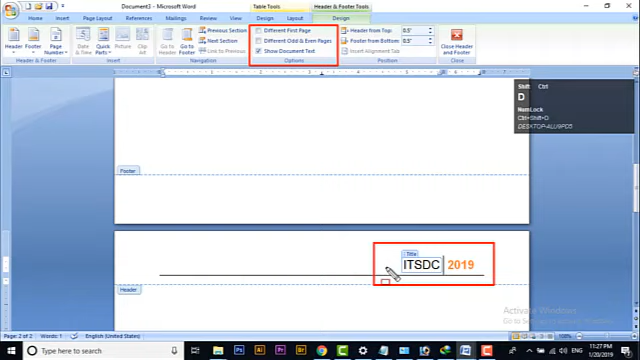 Document3 - Microsoft Word
Table Tools
Header & Footer Tools
Home Insert Page Layout References Mailings Review View Design Layout Design
Header Footer Page Number
Header & Footer
Date & Time Quick Parts Picture Clip Art
Insert
Go to Header Go to Footer
Previous Section
Next Section
Link to Previous
Navigation
Different First Page
Different Odd & Even Pages
Show Document Text
Options
Header from Top: 0.5"
Footer from Bottom: 0.5"
Insert Alignment Tab
Position
Close Header and Footer
Close
Shift Ctrl
D
NumLock
Ctrl+Shift+D
DESKTOP-ALU9PD5
Footer
Title
ITSDC 2019
Header
Activate Windows
Page: 2 of 2 Words: 1 English (United States)
Type here to search
ENG
11:27 PM
1/20/2019